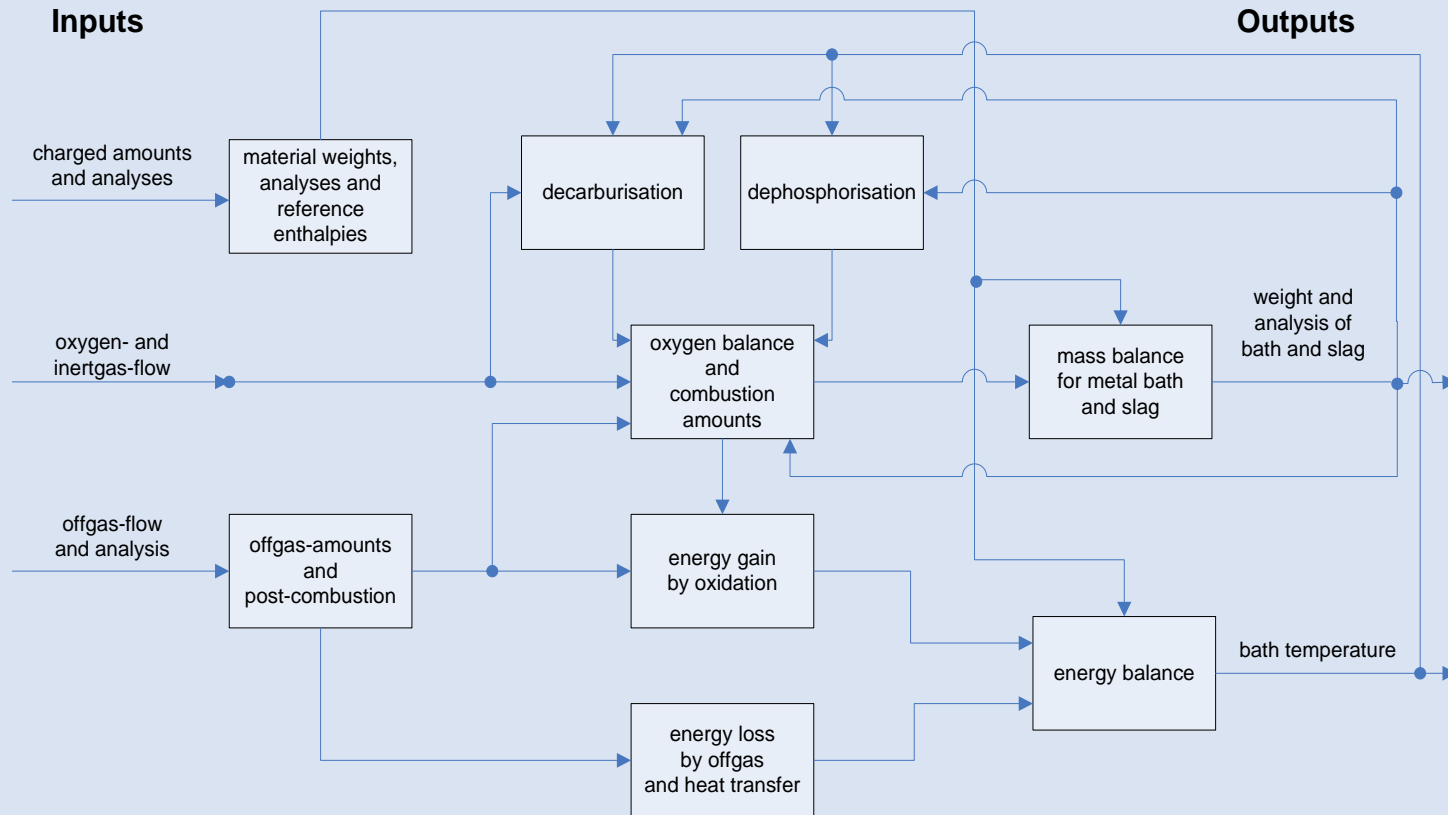 Inputs
Outputs
charged amounts
and analyses
material weights,
analyses and
reference
enthalpies
decarburisation
dephosphorisation
oxygen- and
inertgas-flow
oxygen balance
and
combustion
amounts
mass balance
for metal bath
and slag
weight and
analysis of
bath and slag
offgas-flow
and analysis
offgas-amounts
and
post-combustion
energy gain
by oxidation
energy balance
bath temperature
energy loss
by offgas
and heat transfer